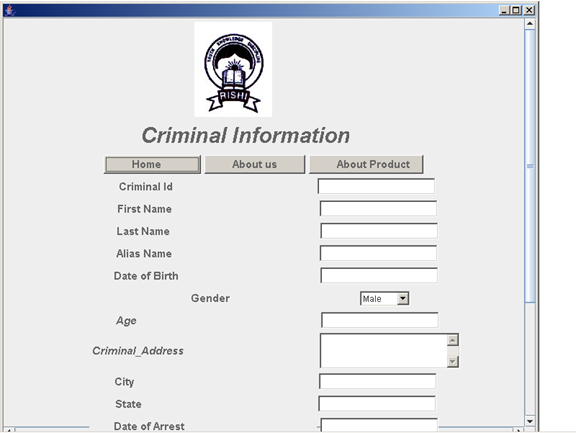 RISHI
Criminal Information
Home About us About Product
Criminal Id
First Name
Last Name
Alias Name
Date of Birth
Gender Male
Age
Criminal_Address
City
State
Date of Arrest